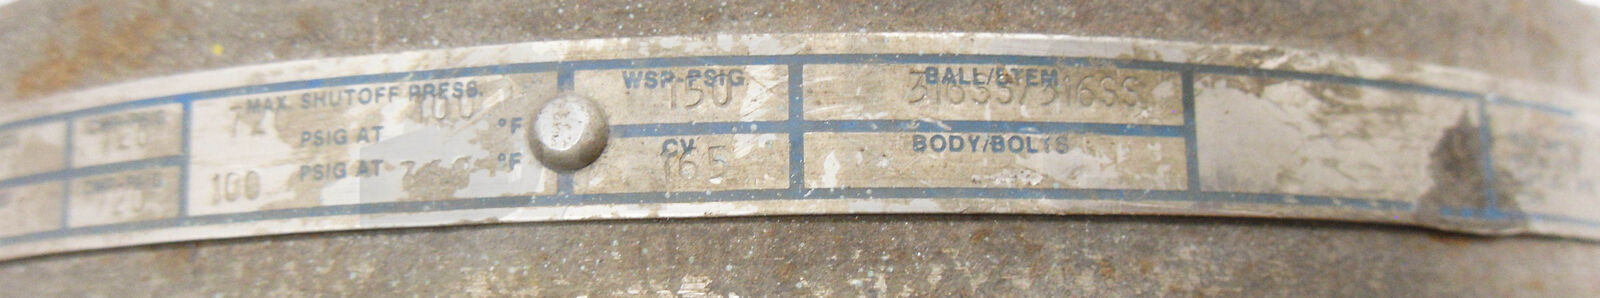 MAX. SHUTOFF PRESS.
720 100
PSIG AT °F
PSIG AT °F
100
720
720
WSP-PSIG
150
CV
165
BALL/STEM
316SS/316SS
BODY/BOLTS